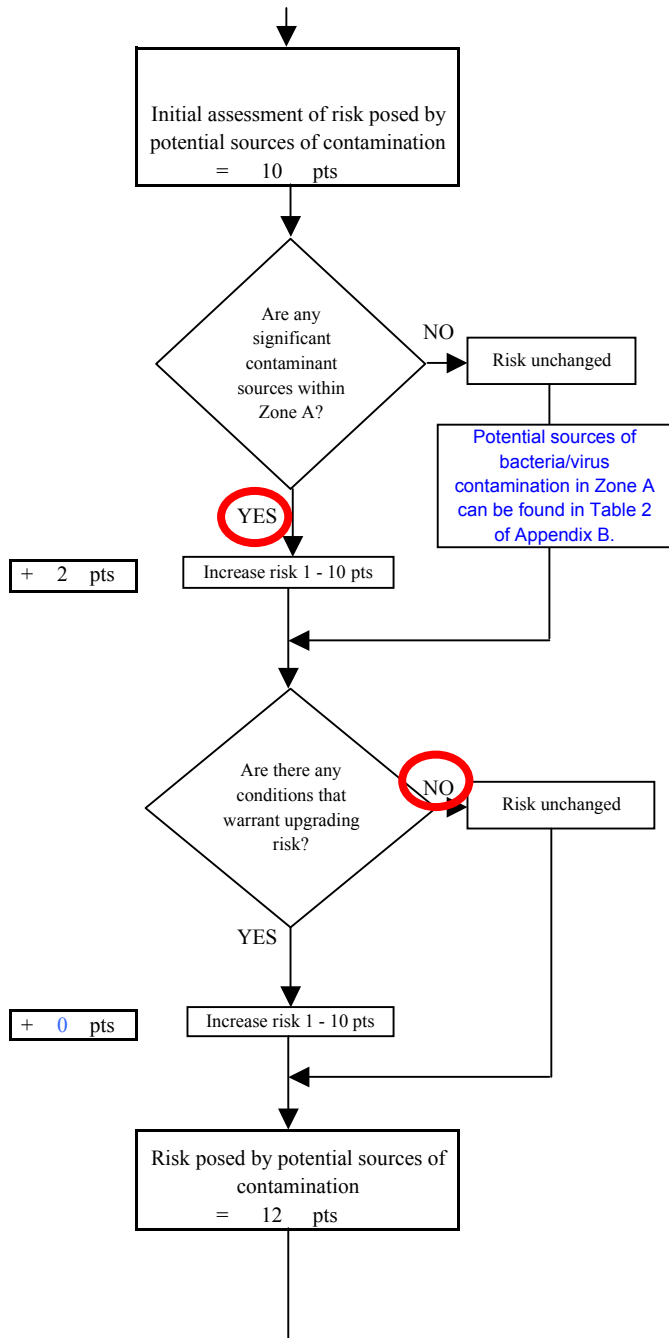 Initial assessment of risk posed by
potential sources of contamination
= 10 pts
Are any
significant
contaminant
sources within
Zone A?
NO
Risk unchanged
Potential sources of
bacteria/virus
contamination in Zone A
can be found in Table 2
of Appendix B.
YES
+ 2 pts
Increase risk 1 - 10 pts
Are there any
conditions that
warrant upgrading
risk?
NO
Risk unchanged
YES
+ 0 pts
Increase risk 1 - 10 pts
Risk posed by potential sources of
contamination
= 12 pts